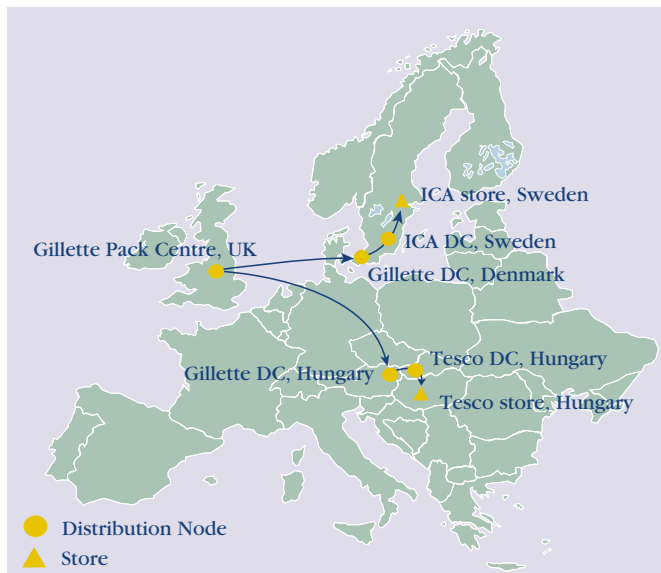 ICA store, Sweden
ICA DC, Sweden
Gillette Pack Centre, UK
Gillette DC, Denmark
Tesco DC, Hungary
Gillette DC, Hungary
Tesco store, Hungary
Distribution Node
Store